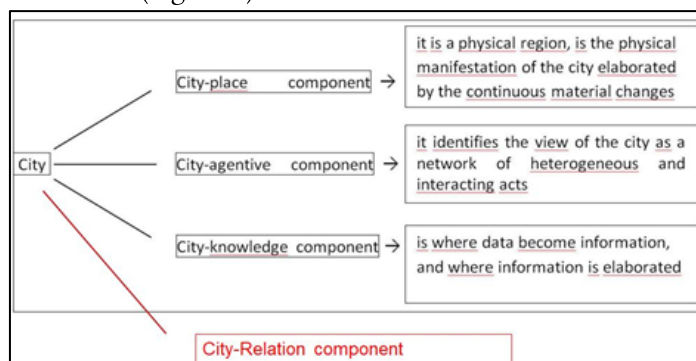 City-place component →
it is a physical region, is the physical
manifestation of the city elaborated
by the continuous material changes
City
City-agentive component →
it identifies the view of the city as a
network of heterogeneous and
interacting acts
City-knowledge component →
is where data become information,
and where information is elaborated
City-Relation component